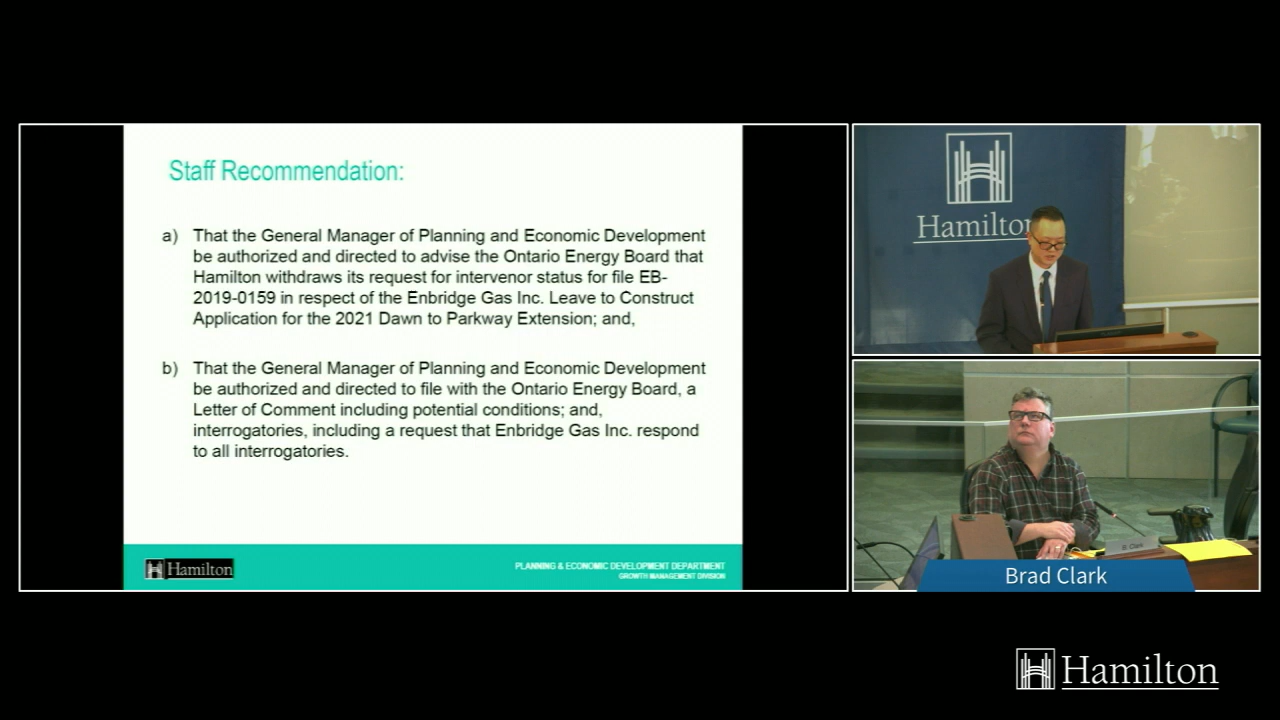 Staff Recommendation:
a) That the General Manager of Planning and Economic Development
be authorized and directed to advise the Ontario Energy Board that
Hamilton withdraws its request for intervenor status for file EB-
2019-0159 in respect of the Enbridge Gas Inc. Leave to Construct
Application for the 2021 Dawn to Parkway Extension; and,
b) That the General Manager of Planning and Economic Development
be authorized and directed to file with the Ontario Energy Board, a
Letter of Comment including potential conditions; and,
interrogatories, including a request that Enbridge Gas Inc. respond
to all interrogatories.
Hamilton
PLANNING & ECONOMIC DEVELOPMENT DEPARTMENT
GROWTH MANAGEMENT DIVISION
Hamilton
B. Clark
Brad Clark
Hamilton